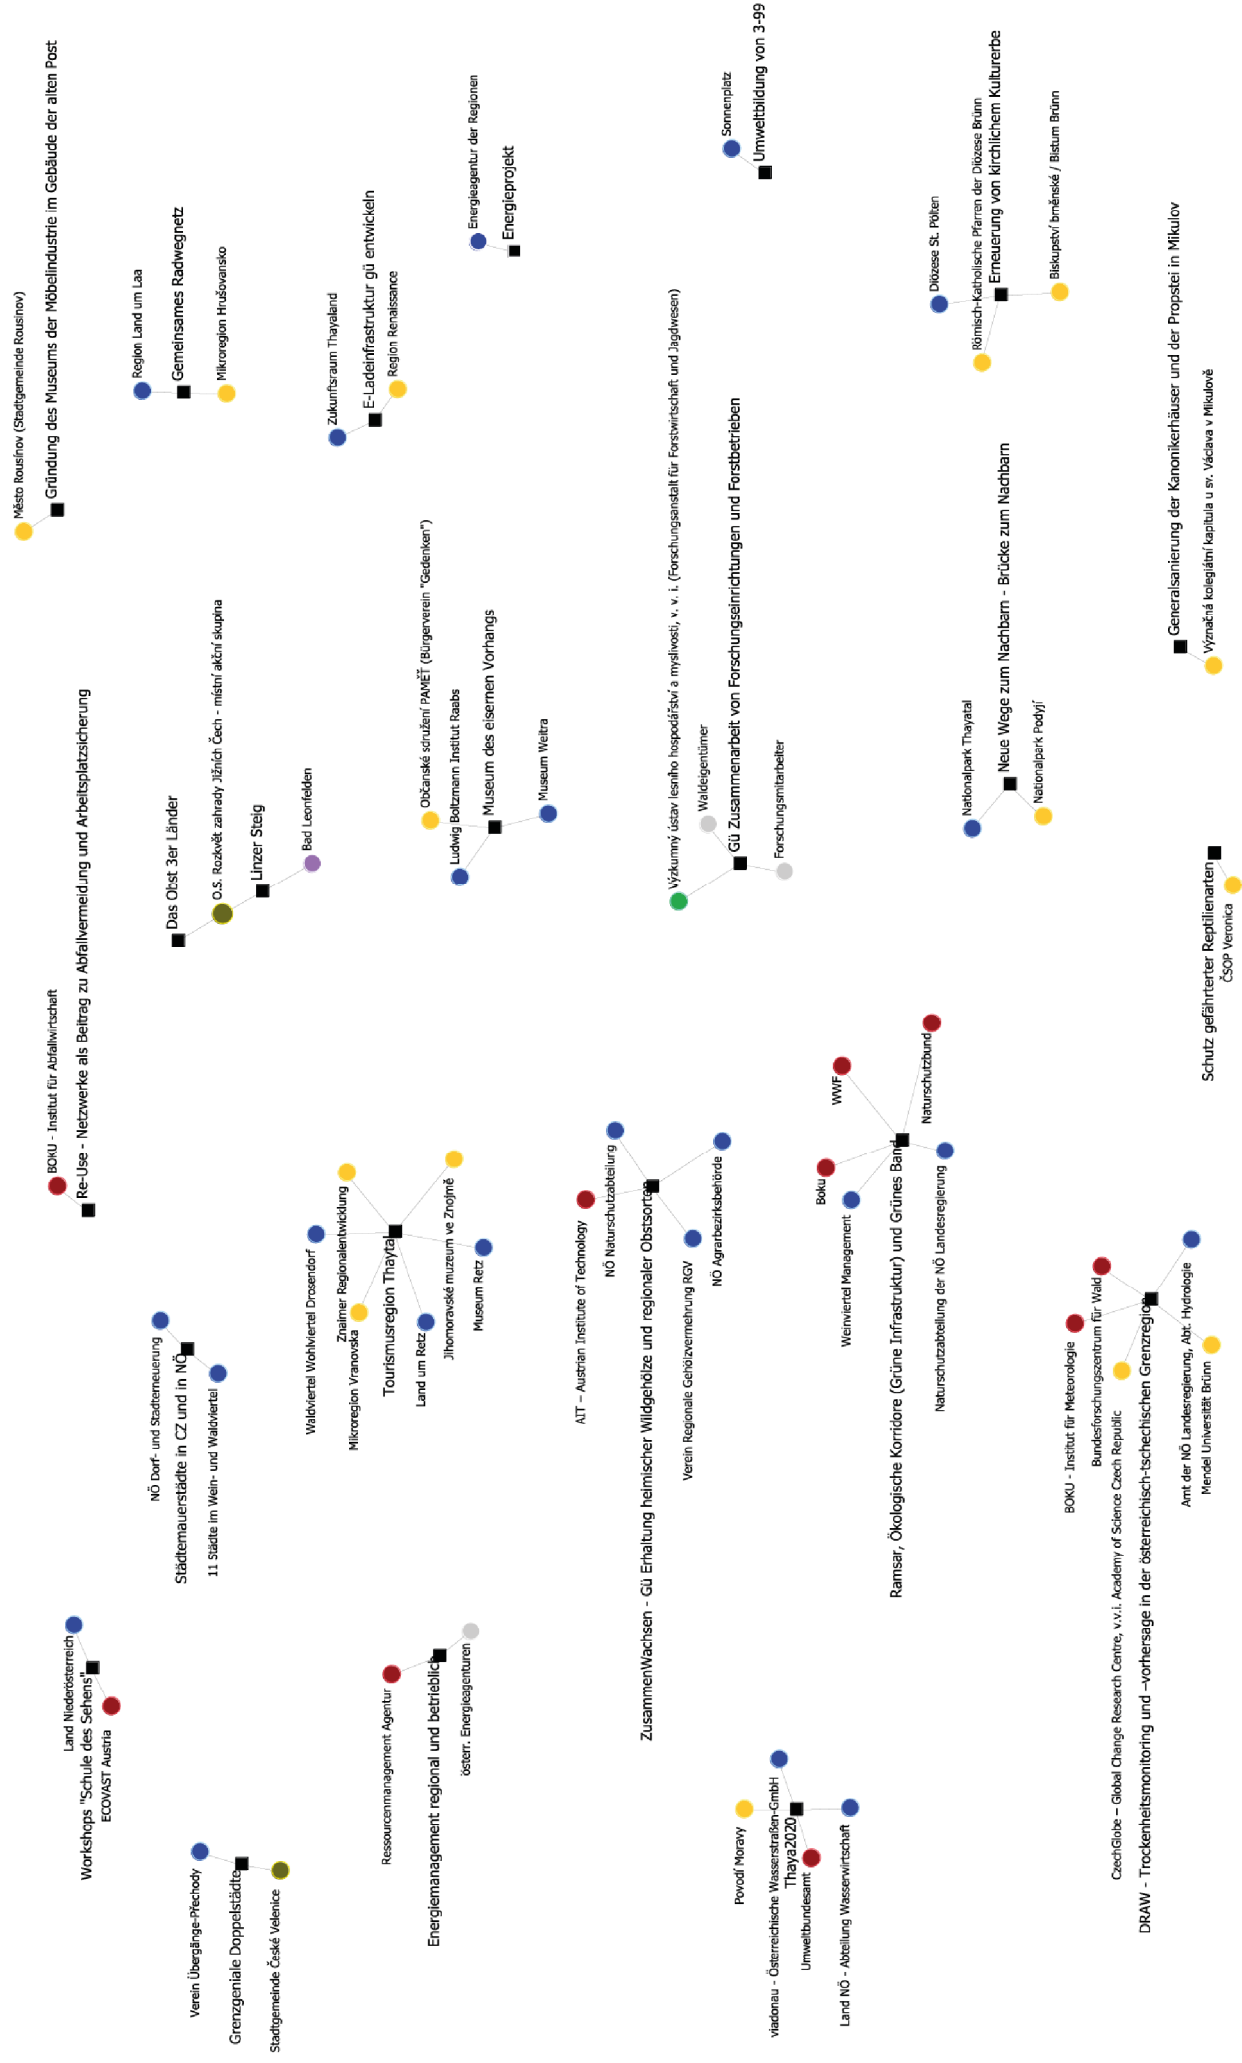 Město Rousínov (Stadtgemeinde Rousinov)
Gründung des Museums der Möbelindustrie im Gebäude der alten Post
Region Land um Laa
Gemeinsames Radwegnetz
Mikroregion Hrušovansko
Zukunftsraum Thayaland
E-Ladeinfrastruktur gü entwickeln
Region Renaissance
Energieagentur der Regionen
Energieprojekt
Sonnenplatz
Umweltbildung von 3-99
Diözese St. Pölten
Römisch-Katholische Pfarren der Diözese Brünn
Erneuerung von kirchlichem Kulturerbe
Biskupství brněnské / Bistum Brünn
BOKU - Institut für Abfallwirtschaft
Re-Use - Netzwerke als Beitrag zu Abfallvermeidung und Arbeitsplatzsicherung
Das Obst 3er Länder
O.S. Rozkvět zahrady Jižních Čech - místní akční skupina
Linzer Steig
Bad Leonfelden
Občanské sdružení PAMĚŤ (Bürgerverein "Gedenken")
Ludwig Boltzmann Institut Raabs
Museum des eisernen Vorhangs
Museum Weitra
Výzkumný ústav lesního hospodářství a myslivosti, v. v. i. (Forschungsanstalt für Forstwirtschaft und Jagdwesen)
Waldeigentümer
Gü Zusammenarbeit von Forschungseinrichtungen und Forstbetrieben
Forschungsmitarbeiter
Nationalpark Thayatal
Neue Wege zum Nachbarn - Brücke zum Nachbarn
Nationalpark Podyjí
Generalsanierung der Kanonikerhäuser und der Propstei in Mikulov
Význačná kolegiátní kapitula u sv. Václava v Mikulově
Schutz gefährterter Reptilienarten
ČSOP Veronica
NÖ Dorf- und Stadterneuerung
Städtemauerstädte in CZ und in NÖ
11 Städte im Wein- und Waldviertel
Waldviertel Wohlviertel Drosendorf
Znaimer Regionalentwicklung
Mikroregion Vranovska
Tourismusregion Thaytal
Land um Retz
Jihomoravské muzeum ve Znojmě
Museum Retz
AIT – Austrian Institute of Technology
NÖ Naturschutzabteilung
ZusammenWachsen - Gü Erhaltung heimischer Wildgehölze und regionaler Obstsorten
Verein Regionale Gehölzvermehrung RGV
NÖ Agrarbezirksbehörde
Boku
WWF
Weinviertel Management
Ramsar, Ökologische Korridore (Grüne Infrastruktur) und Grünes Band
Naturschutzbund
Naturschutzabteilung der NÖ Landesregierung
BOKU - Institut für Meteorologie
Bundesforschungszentrum für Wald
CzechGlobe – Global Change Research Centre, v.v.i. Academy of Science Czech Republic
DRAW - Trockenheitsmonitoring und –vorhersage in der österreichisch-tschechischen Grenzregion
Amt der NÖ Landesregierung, Abt. Hydrologie
Mendel Universität Brünn
Land Niederösterreich
Workshops "Schule des Sehens"
ECOVAST Austria
Verein Übergänge-Přechody
Grenzgeniale Doppelstädte
Stadtgemeinde České Velenice
Ressourcenmanagement Agentur
Energiemanagement regional und betrieblich
österr. Energieagenturen
Povodí Moravy
viadonau - Österreichische Wasserstraßen-GmbH
Thaya2020
Umweltbundesamt
Land NÖ - Abteilung Wasserwirtschaft